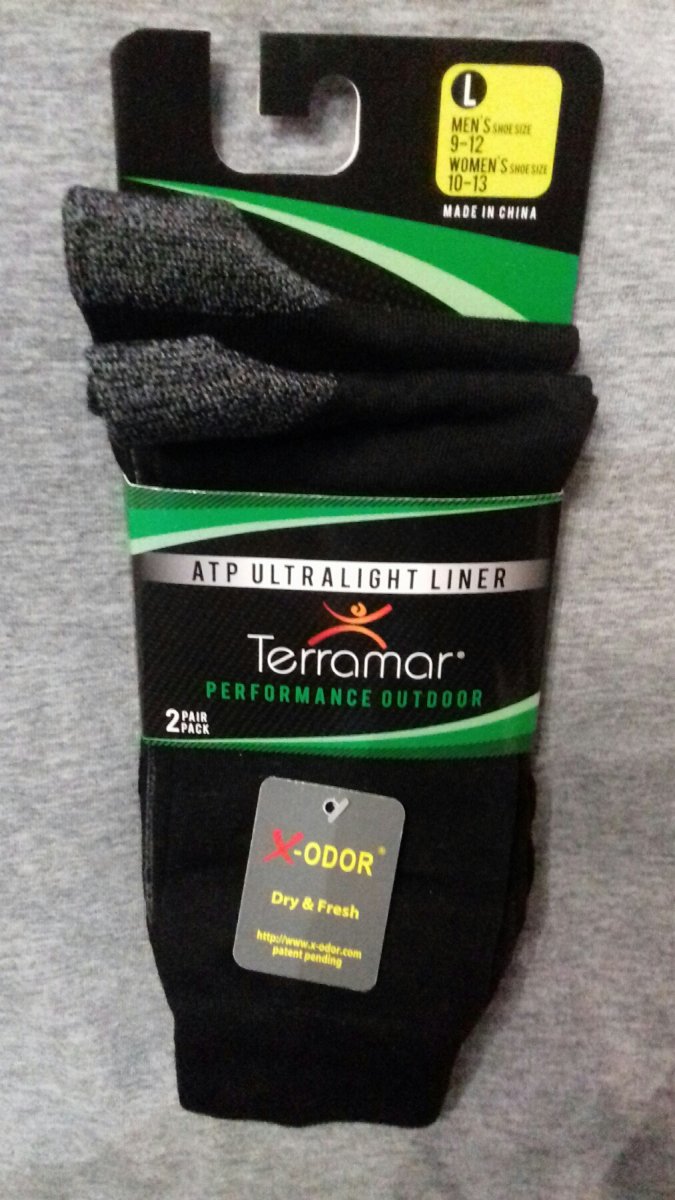 L
MEN'S SHOE SIZE
9-12
WOMEN'S SHOE SIZE
10-13
MADE IN CHINA
ATP ULTRALIGHT LINER
Terramar®
PERFORMANCE OUTDOOR
2 PAIR
PACK
X-ODOR®
Dry & Fresh
http://www.x-odor.com
patent pending